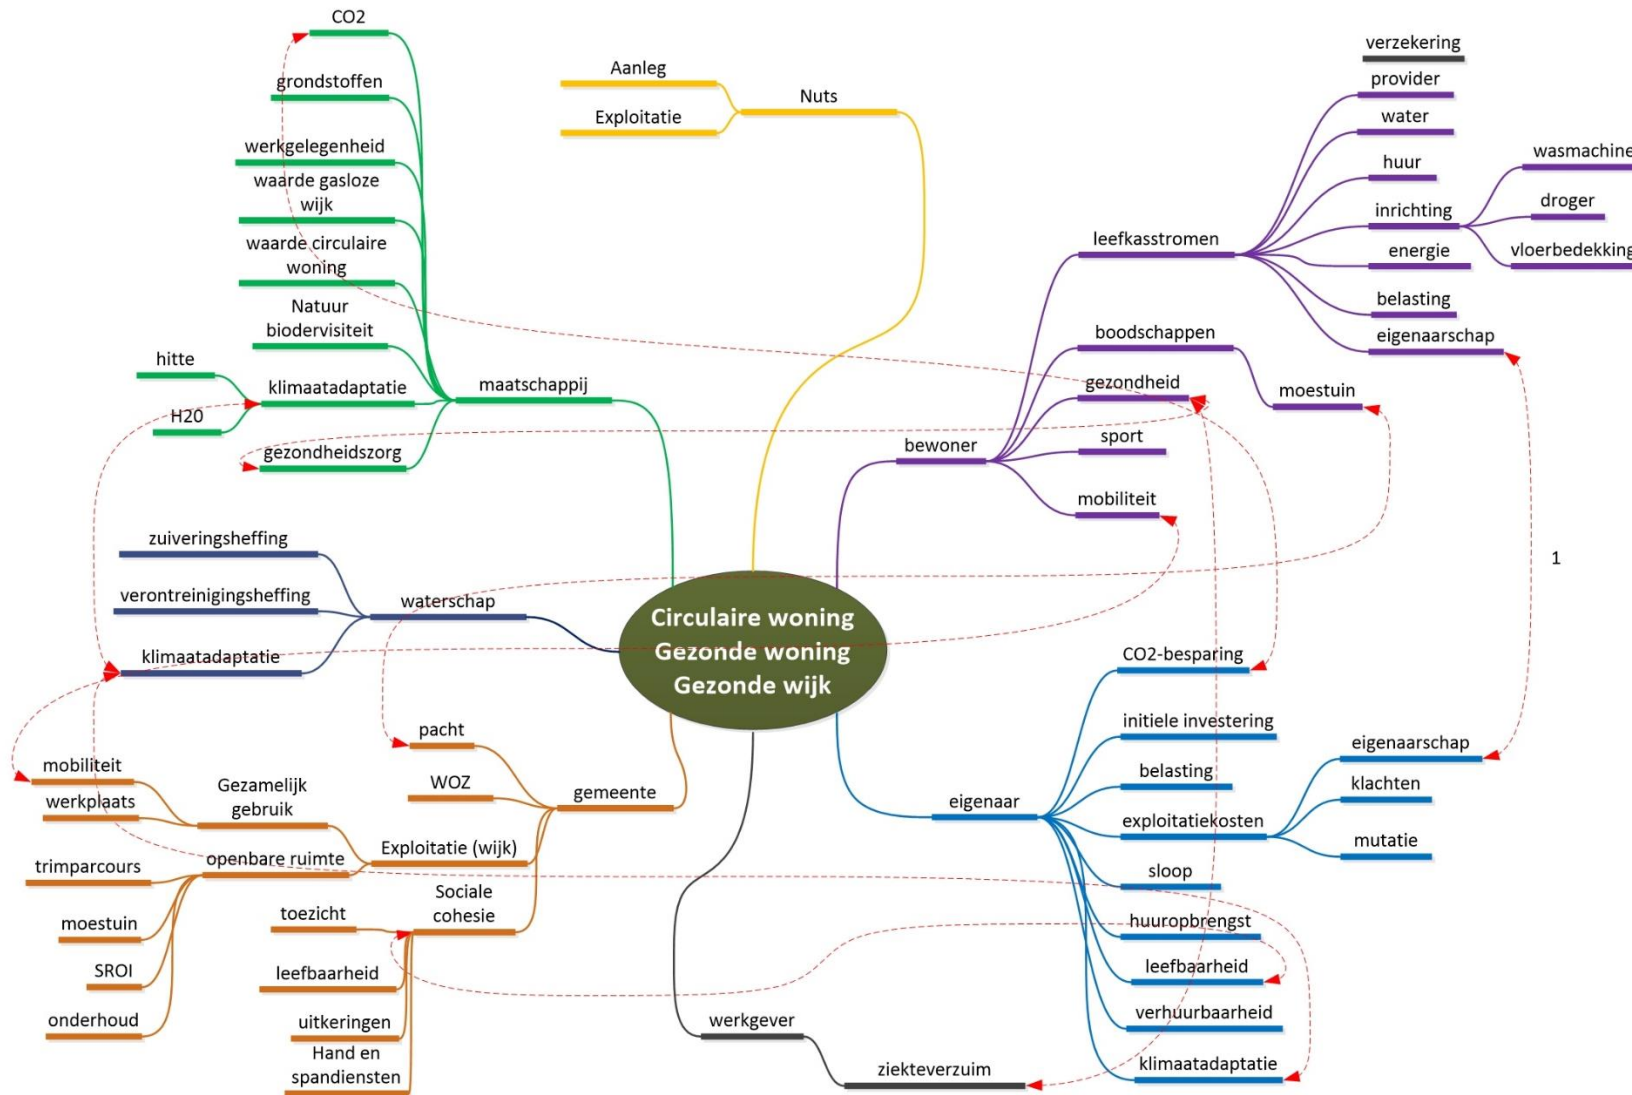 CO2
grondstoffen
werkgelegenheid
waarde gasloze
wijk
waarde circulaire
woning
Natuur
biodervisiteit
hitte
klimaatadaptatie
H20
gezondheidszorg
maatschappij
Aanleg
Exploitatie
Nuts
verzekering
provider
water
huur
inrichting
energie
belasting
eigenaarschap
wasmachine
droger
vloerbedekking
leefkasstromen
boodschappen
moestuin
gezondheid
sport
mobiliteit
bewoner
zuiveringsheffing
verontreinigingsheffing
klimaatadaptatie
waterschap
Circulaire woning
Gezonde woning
Gezonde wijk
1
pacht
WOZ
gemeente
mobiliteit
werkplaats
Gezamelijk
gebruik
Exploitatie (wijk)
openbare ruimte
trimparcours
moestuin
SROI
onderhoud
Sociale
cohesie
toezicht
leefbaarheid
uitkeringen
Hand en
spandiensten
werkgever
ziekteverzuim
eigenaar
CO2-besparing
initiele investering
belasting
exploitatiekosten
eigenaarschap
klachten
mutatie
sloop
huuropbrengst
leefbaarheid
verhuurbaarheid
klimaatadaptatie